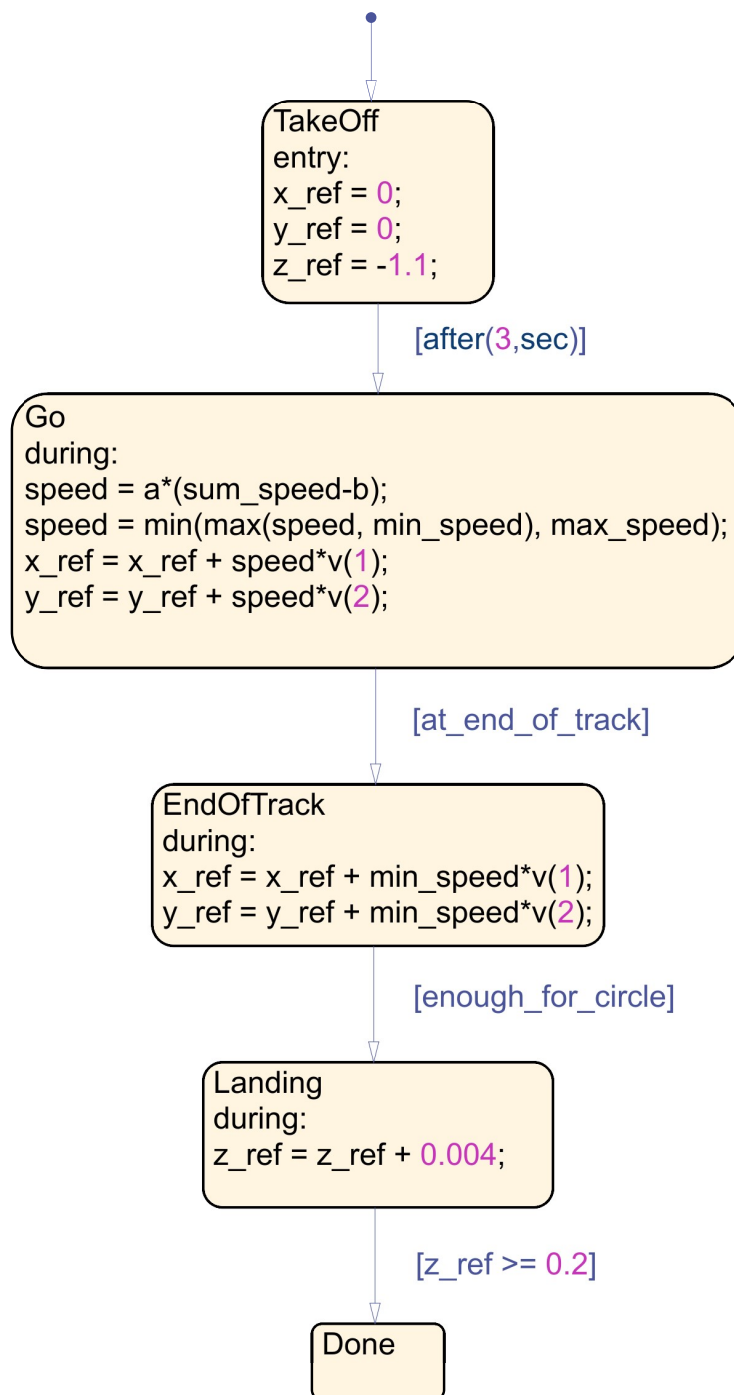 TakeOff
entry:
x_ref = 0;
y_ref = 0;
z_ref = -1.1;
[after(3,sec)]
Go
during:
speed = a*(sum_speed-b);
speed = min(max(speed, min_speed), max_speed);
x_ref = x_ref + speed*v(1);
y_ref = y_ref + speed*v(2);
[at_end_of_track]
EndOfTrack
during:
x_ref = x_ref + min_speed*v(1);
y_ref = y_ref + min_speed*v(2);
[enough_for_circle]
Landing
during:
z_ref = z_ref + 0.004;
[z_ref >= 0.2]
Done